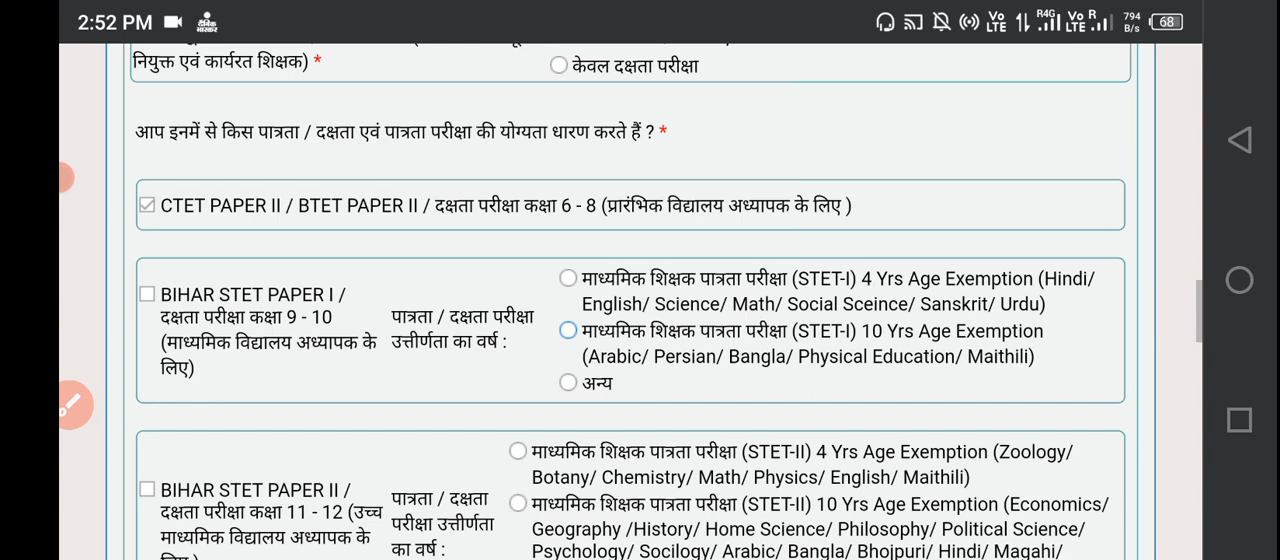 2:52 PM
दैनिक भास्कर
Vo LTE R4G Vo LTE R 794 B/s 68
नियुक्त एवं कार्यरत शिक्षक) *
केवल दक्षता परीक्षा
आप इनमें से किस पात्रता / दक्षता एवं पात्रता परीक्षा की योग्यता धारण करते हैं ? *
CTET PAPER II / BTET PAPER II / दक्षता परीक्षा कक्षा 6 - 8 (प्रारंभिक विद्यालय अध्यापक के लिए )
BIHAR STET PAPER I /
दक्षता परीक्षा कक्षा 9 - 10
(माध्यमिक विद्यालय अध्यापक के
लिए)
पात्रता / दक्षता परीक्षा
उत्तीर्णता का वर्ष :
माध्यमिक शिक्षक पात्रता परीक्षा (STET-I) 4 Yrs Age Exemption (Hindi/
English/ Science/ Math/ Social Sceince/ Sanskrit/ Urdu)
माध्यमिक शिक्षक पात्रता परीक्षा (STET-I) 10 Yrs Age Exemption
(Arabic/ Persian/ Bangla/ Physical Education/ Maithili)
अन्य
BIHAR STET PAPER II /
दक्षता परीक्षा कक्षा 11 - 12 (उच्च
माध्यमिक विद्यालय अध्यापक के
पात्रता / दक्षता
परीक्षा उत्तीर्णता
का वर्ष :
माध्यमिक शिक्षक पात्रता परीक्षा (STET-II) 4 Yrs Age Exemption (Zoology/
Botany/ Chemistry/ Math/ Physics/ English/ Maithili)
माध्यमिक शिक्षक पात्रता परीक्षा (STET-II) 10 Yrs Age Exemption (Economics/
Geography /History/ Home Science/ Philosophy/ Political Science/
Psychology/ Socilogy/ Arabic/ Bangla/ Bhojpuri/ Hindi/ Magahi/